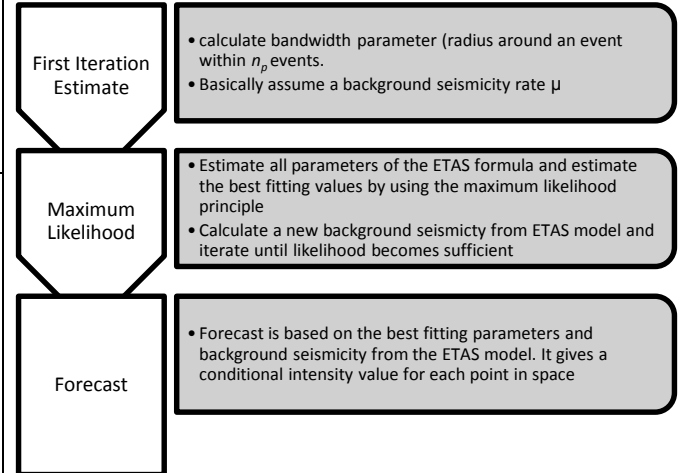 First Iteration
Estimate
• calculate bandwidth parameter (radius around an event
within np events.
• Basically assume a background seismicity rate μ
Maximum
Likelihood
• Estimate all parameters of the ETAS formula and estimate
the best fitting values by using the maximum likelihood
principle
• Calculate a new background seismicty from ETAS model and
iterate until likelihood becomes sufficient
Forecast
• Forecast is based on the best fitting parameters and
background seismicity from the ETAS model. It gives a
conditional intensity value for each point in space